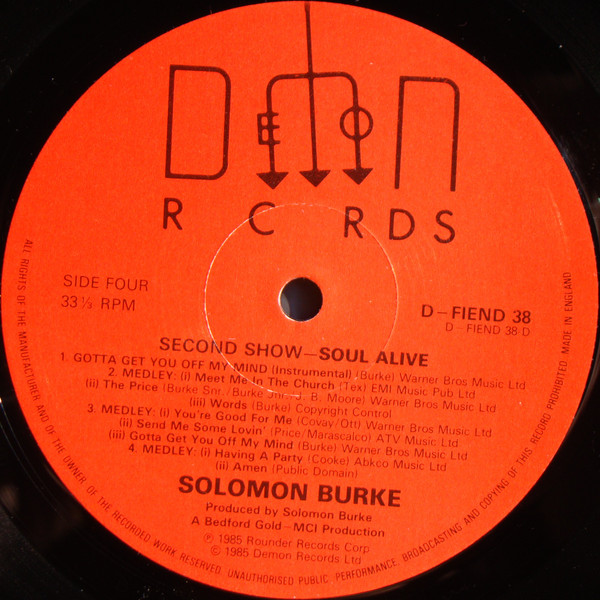 DEMON
RECORDS
SIDE FOUR
33⅓ RPM
D-FIEND 38
D-FIEND 38-D
SECOND SHOW—SOUL ALIVE
1. GOTTA GET YOU OFF MY MIND (Instrumental) (Burke) Warner Bros Music Ltd
2. MEDLEY: (i) Meet Me In The Church (Tex) EMI Music Pub Ltd
(ii) The Price (Burke Snr./Burke J. B. Moore) Warner Bros Music Ltd
(iii) Words (Burke) Copyright Control
3. MEDLEY: (i) You're Good For Me (Covay/Ott) Warner Bros Music Ltd
(ii) Send Me Some Lovin' (Price/Marascalco) ATV Music Ltd
(iii) Gotta Get You Off My Mind (Burke) Warner Bros Music Ltd
4. MEDLEY: (i) Having A Party (Cooke) Abkco Music Ltd
(ii) Amen (Public Domain)
SOLOMON BURKE
Produced by Solomon Burke
A Bedford Gold—MCI Production
℗ 1985 Rounder Records Corp
© 1985 Demon Records Ltd
ALL RIGHTS OF THE MANUFACTURER AND OF THE OWNER OF THE RECORDED WORK RESERVED. UNAUTHORISED PUBLIC PERFORMANCE, BROADCASTING AND COPYING OF THIS RECORD PROHIBITED. MADE IN ENGLAND